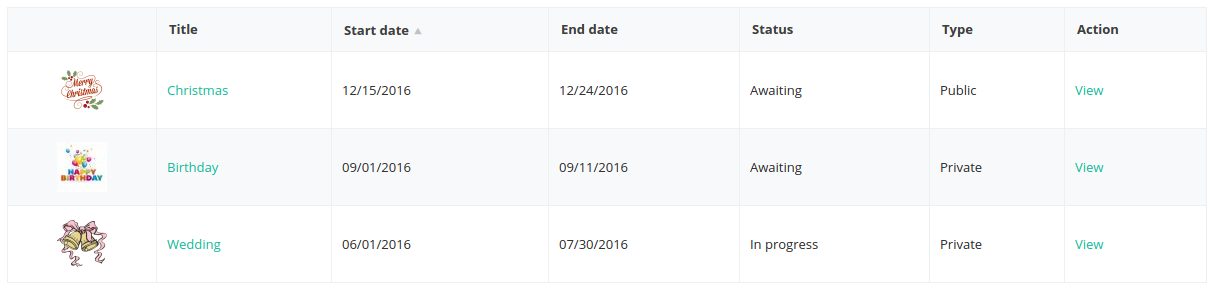 Title Start date End date Status Type Action
Merry
Christmas
Christmas 12/15/2016 12/24/2016 Awaiting Public View
HAPPY
BIRTHDAY
Birthday 09/01/2016 09/11/2016 Awaiting Private View
Wedding 06/01/2016 07/30/2016 In progress Private View